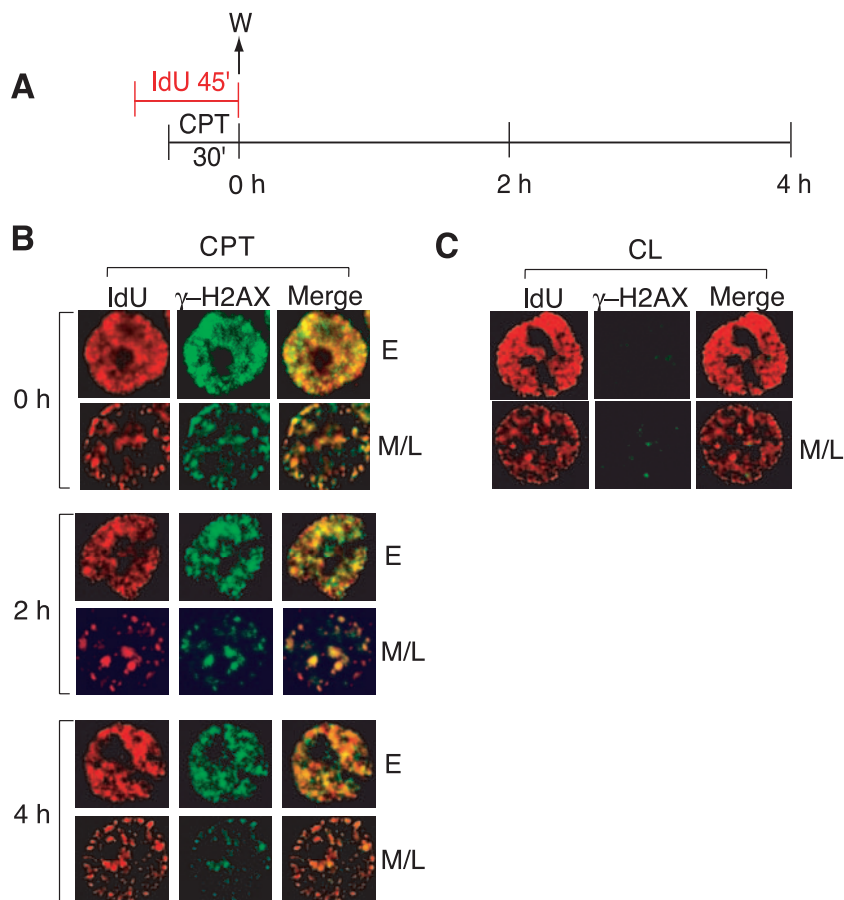 A
W
IdU 45'
CPT
30'
0 h
2 h
4 h
B
CPT
IdU γ–H2AX Merge
0 h
E
M/L
2 h
E
M/L
4 h
E
M/L
C
CL
IdU γ–H2AX Merge
M/L